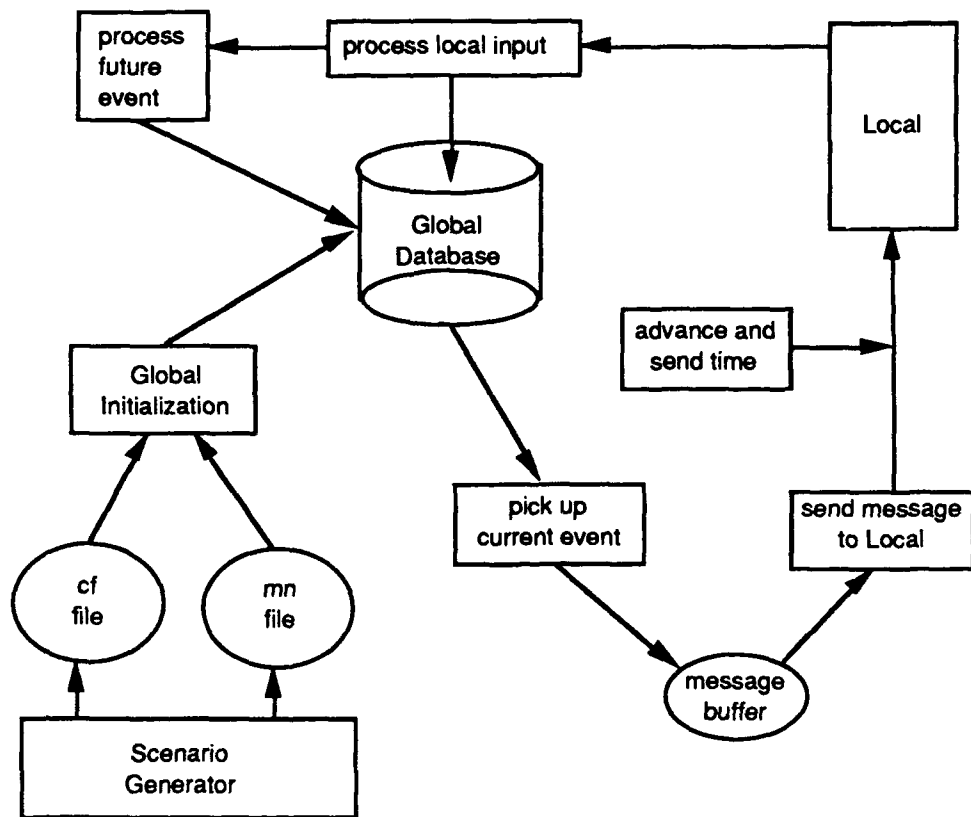 process
future
event
process local input
Local
Global
Database
advance and
send time
Global
Initialization
pick up
current event
send message
to Local
cf
file
mn
file
message
buffer
Scenario
Generator